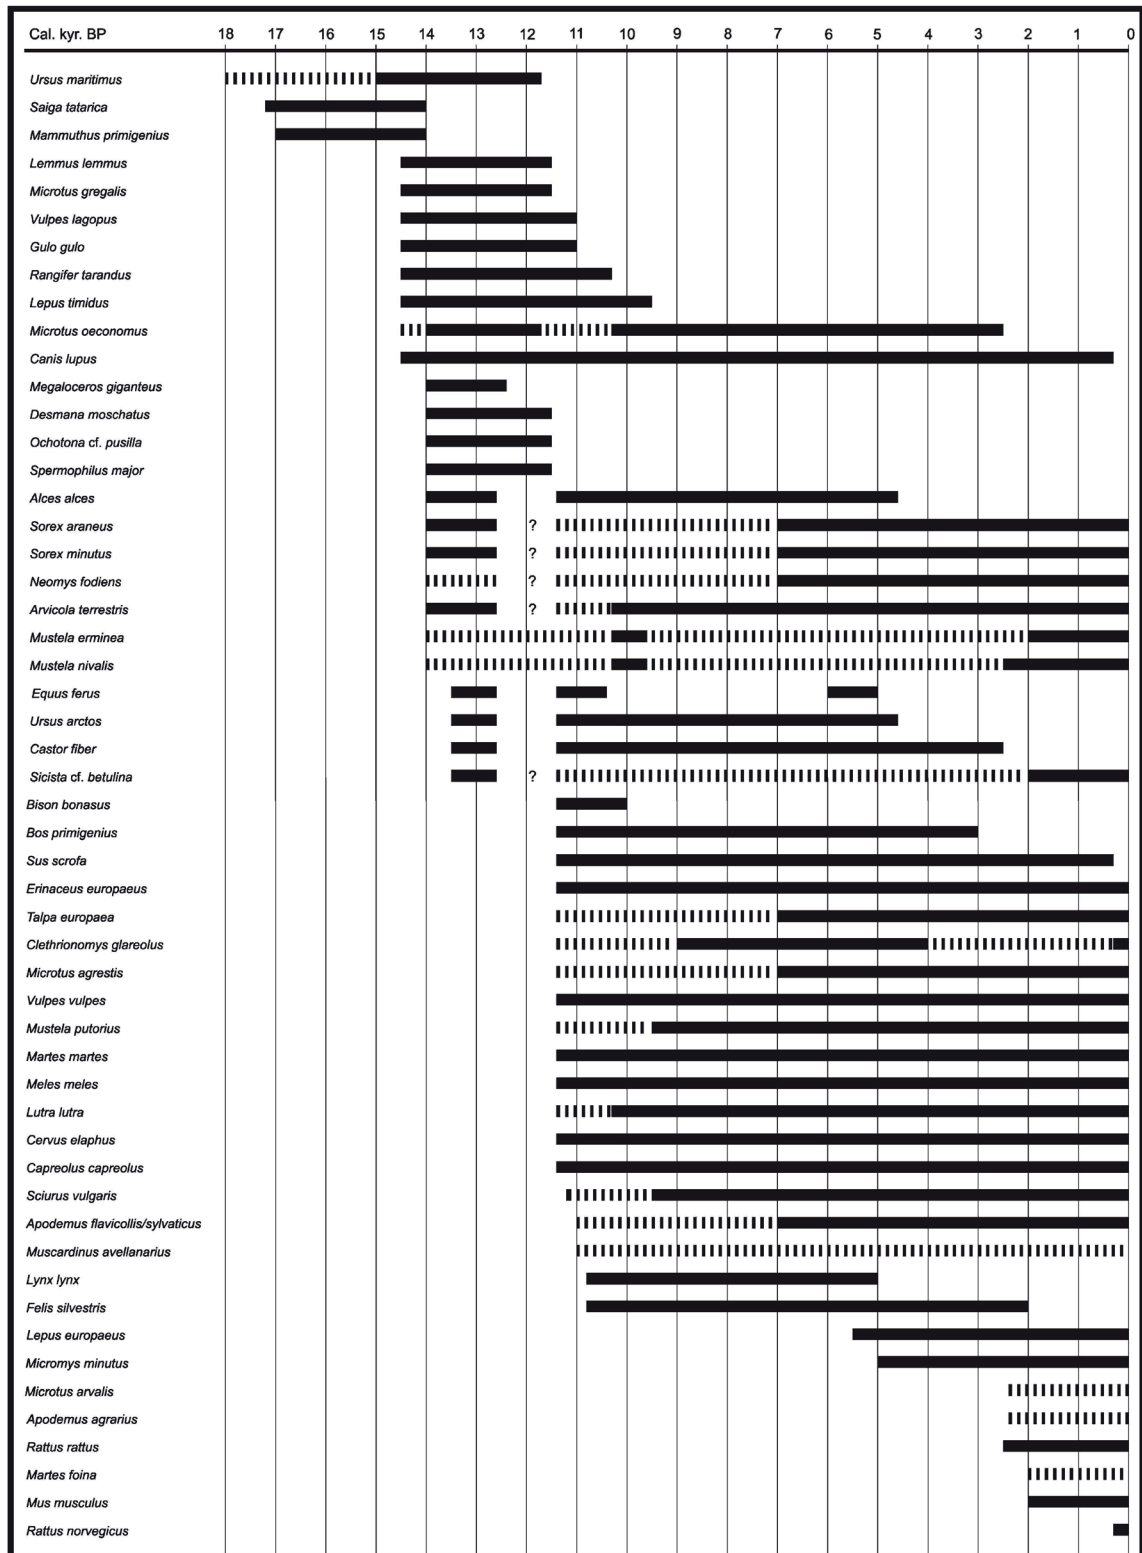 Cal. kyr. BP 18 17 16 15 14 13 12 11 10 9 8 7 6 5 4 3 2 1 0
Ursus maritimus
Saiga tatarica
Mammuthus primigenius
Lemmus lemmus
Microtus gregalis
Vulpes lagopus
Gulo gulo
Rangifer tarandus
Lepus timidus
Microtus oeconomus
Canis lupus
Megaloceros giganteus
Desmana moschatus
Ochotona cf. pusilla
Spermophilus major
Alces alces
Sorex araneus ?
Sorex minutus ?
Neomys fodiens ?
Arvicola terrestris ?
Mustela erminea
Mustela nivalis
Equus ferus
Ursus arctos
Castor fiber
Sicista cf. betulina ?
Bison bonasus
Bos primigenius
Sus scrofa
Erinaceus europaeus
Talpa europaea
Clethrionomys glareolus
Microtus agrestis
Vulpes vulpes
Mustela putorius
Martes martes
Meles meles
Lutra lutra
Cervus elaphus
Capreolus capreolus
Sciurus vulgaris
Apodemus flavicollis/sylvaticus
Muscardinus avellanarius
Lynx lynx
Felis silvestris
Lepus europaeus
Micromys minutus
Microtus arvalis
Apodemus agrarius
Rattus rattus
Martes foina
Mus musculus
Rattus norvegicus